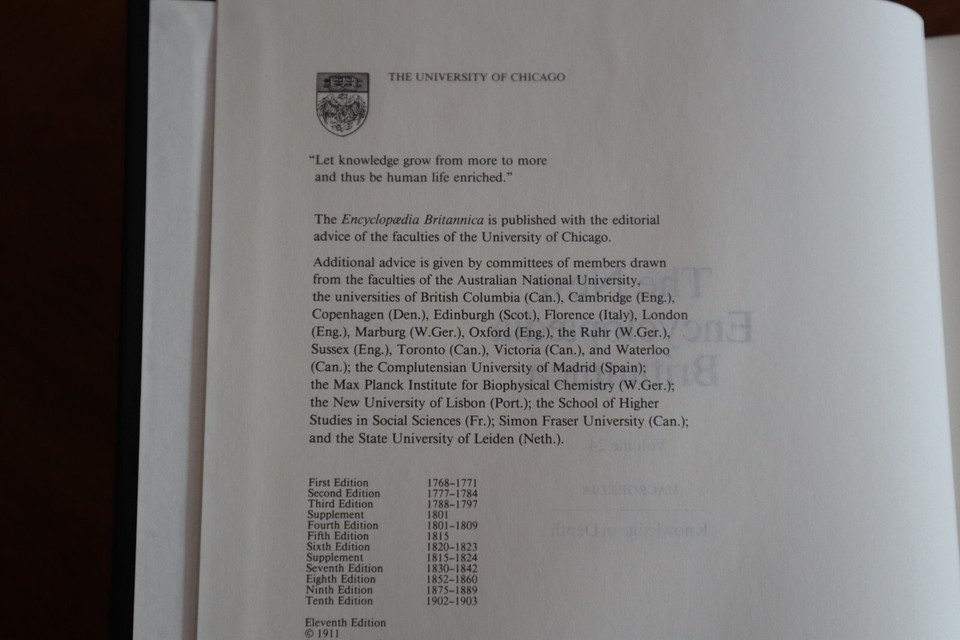 THE UNIVERSITY OF CHICAGO
“Let knowledge grow from more to more
and thus be human life enriched.”
The Encyclopædia Britannica is published with the editorial
advice of the faculties of the University of Chicago.
Additional advice is given by committees of members drawn
from the faculties of the Australian National University,
the universities of British Columbia (Can.), Cambridge (Eng.),
Copenhagen (Den.), Edinburgh (Scot.), Florence (Italy), London
(Eng.), Marburg (W.Ger.), Oxford (Eng.), the Ruhr (W.Ger.),
Sussex (Eng.), Toronto (Can.), Victoria (Can.), and Waterloo
(Can.); the Complutensian University of Madrid (Spain);
the Max Planck Institute for Biophysical Chemistry (W.Ger.);
the New University of Lisbon (Port.); the School of Higher
Studies in Social Sciences (Fr.); Simon Fraser University (Can.);
and the State University of Leiden (Neth.).
First Edition 1768–1771
Second Edition 1777–1784
Third Edition 1788–1797
Supplement 1801
Fourth Edition 1801–1809
Fifth Edition 1815
Sixth Edition 1820–1823
Supplement 1815–1824
Seventh Edition 1830–1842
Eighth Edition 1852–1860
Ninth Edition 1875–1889
Tenth Edition 1902–1903
Eleventh Edition
© 1911